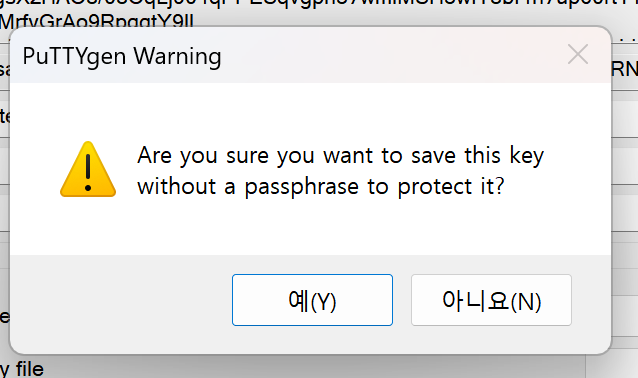 PuTTYgen Warning
Are you sure you want to save this key
without a passphrase to protect it?
예(Y)
아니요(N)
y file